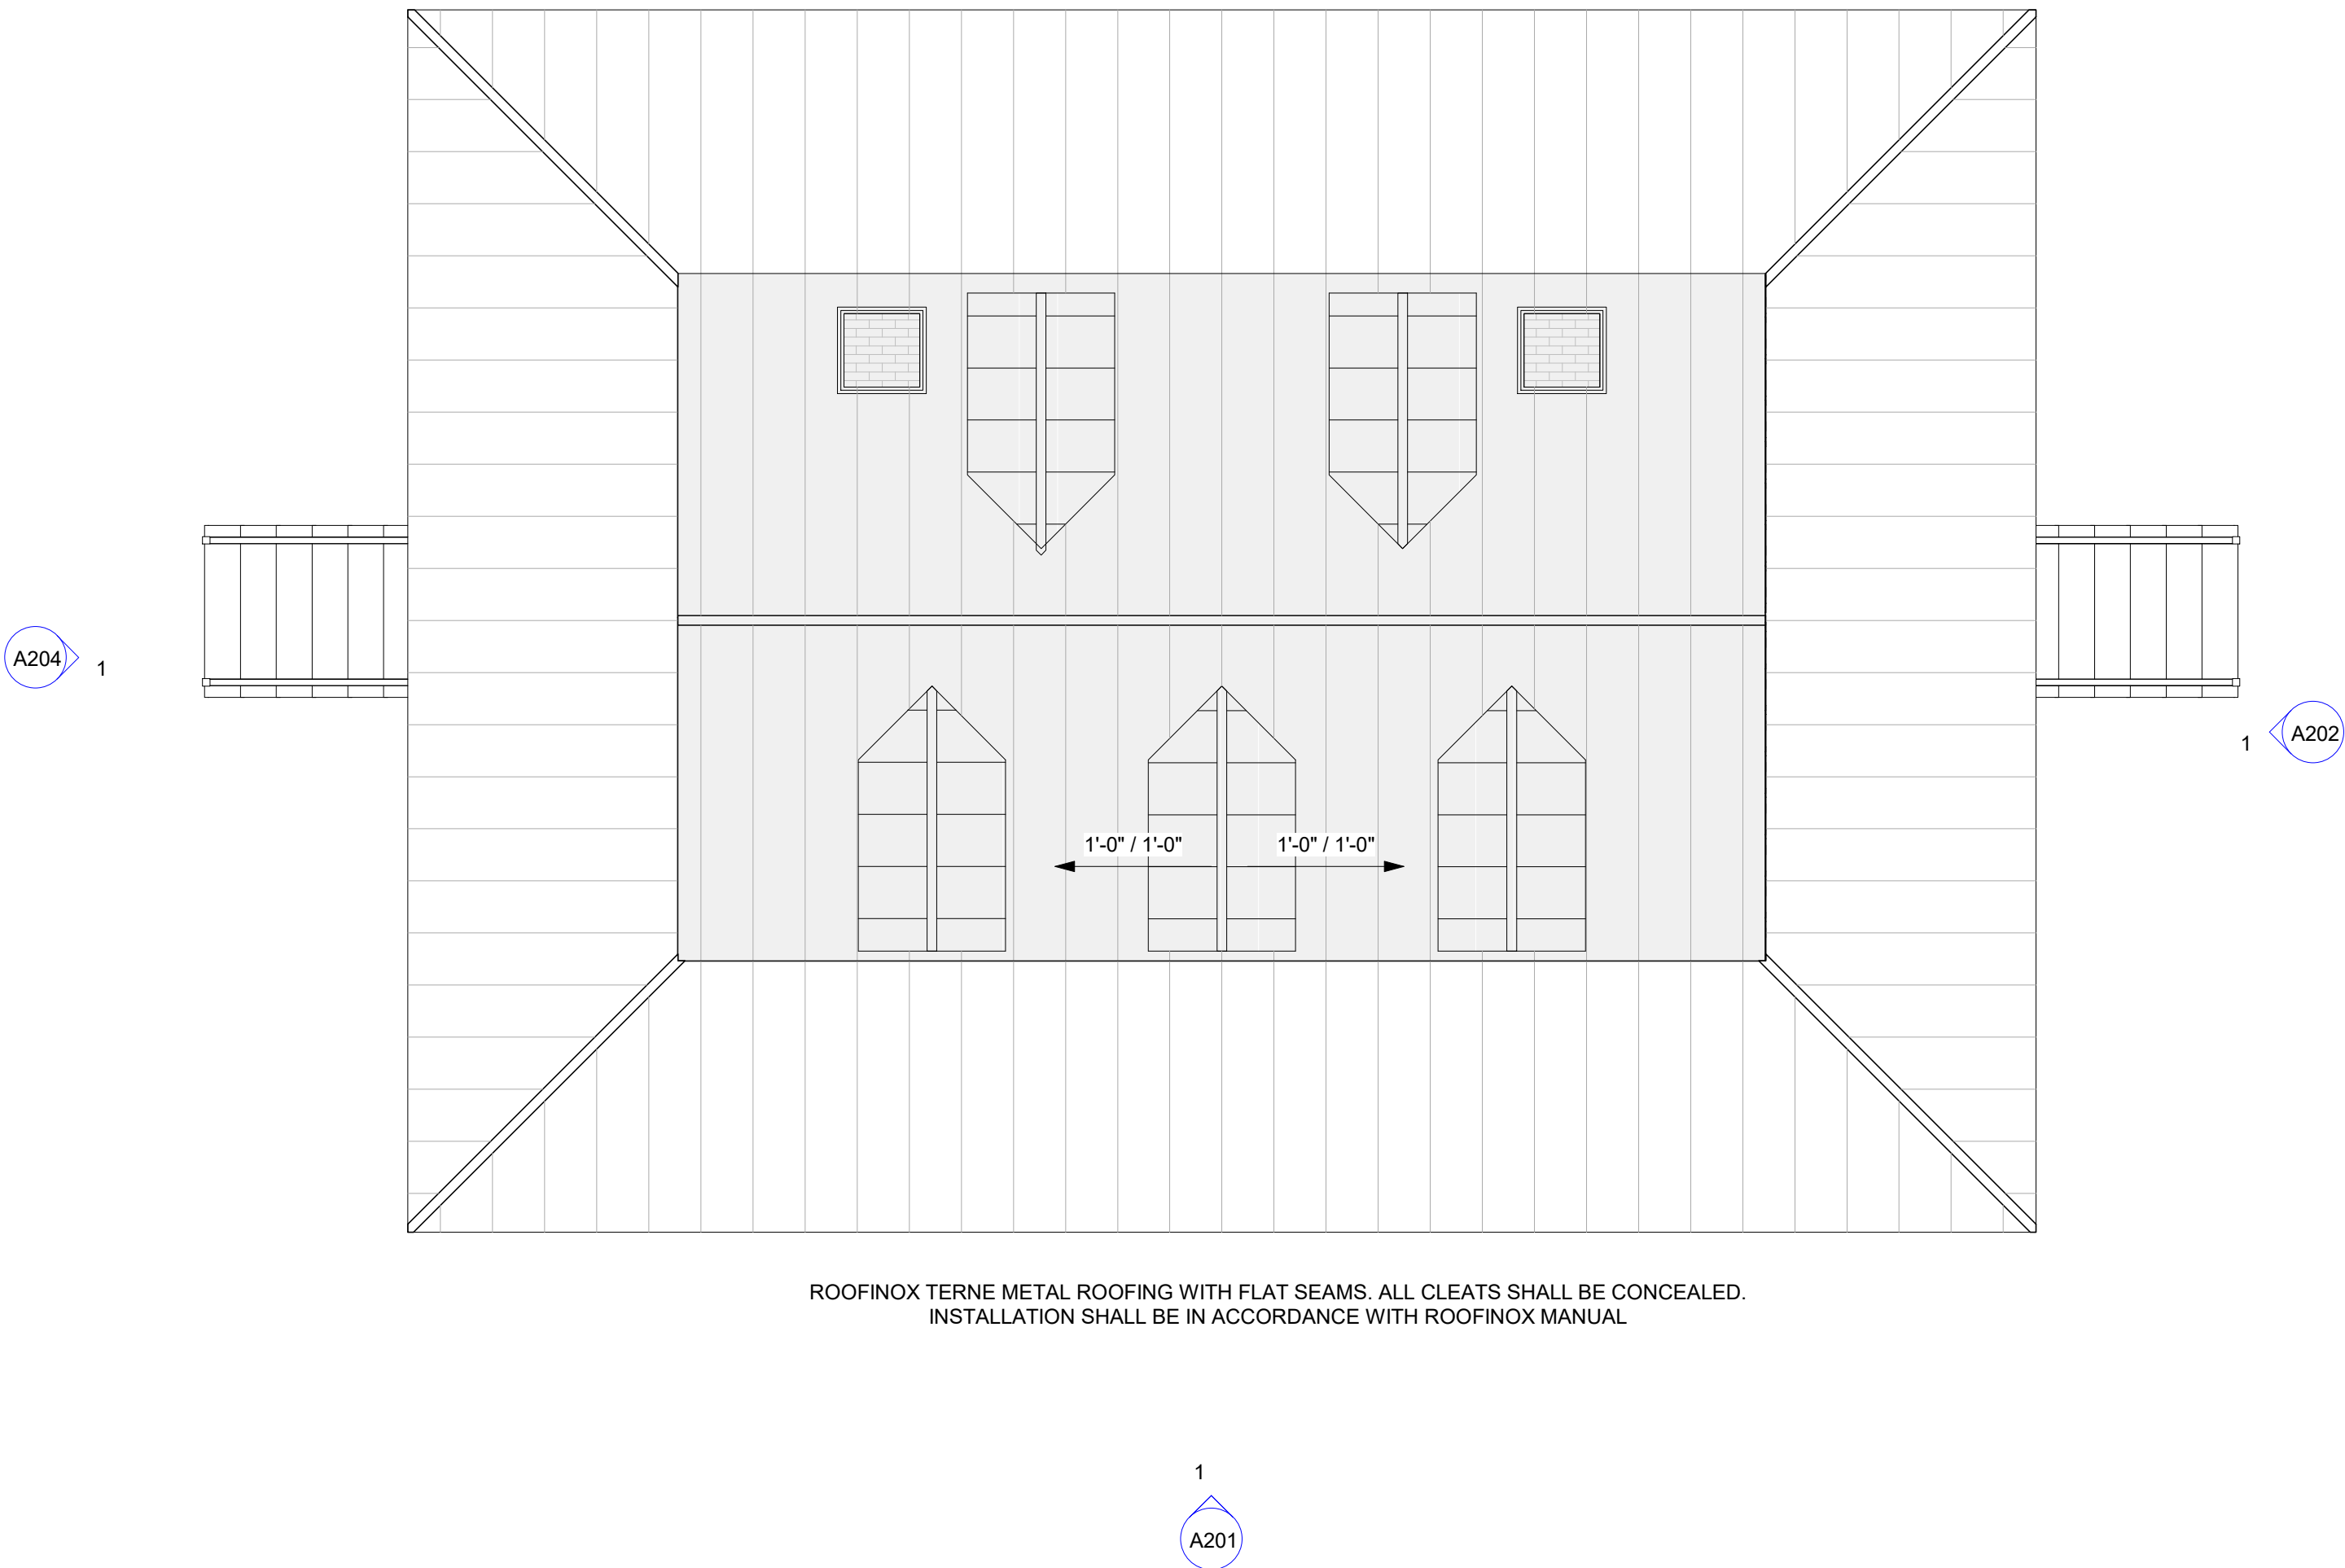 A204
1
1
A202
1'-0" / 1'-0"
1'-0" / 1'-0"
ROOFINOX TERNE METAL ROOFING WITH FLAT SEAMS. ALL CLEATS SHALL BE CONCEALED.
INSTALLATION SHALL BE IN ACCORDANCE WITH ROOFINOX MANUAL
1
A201